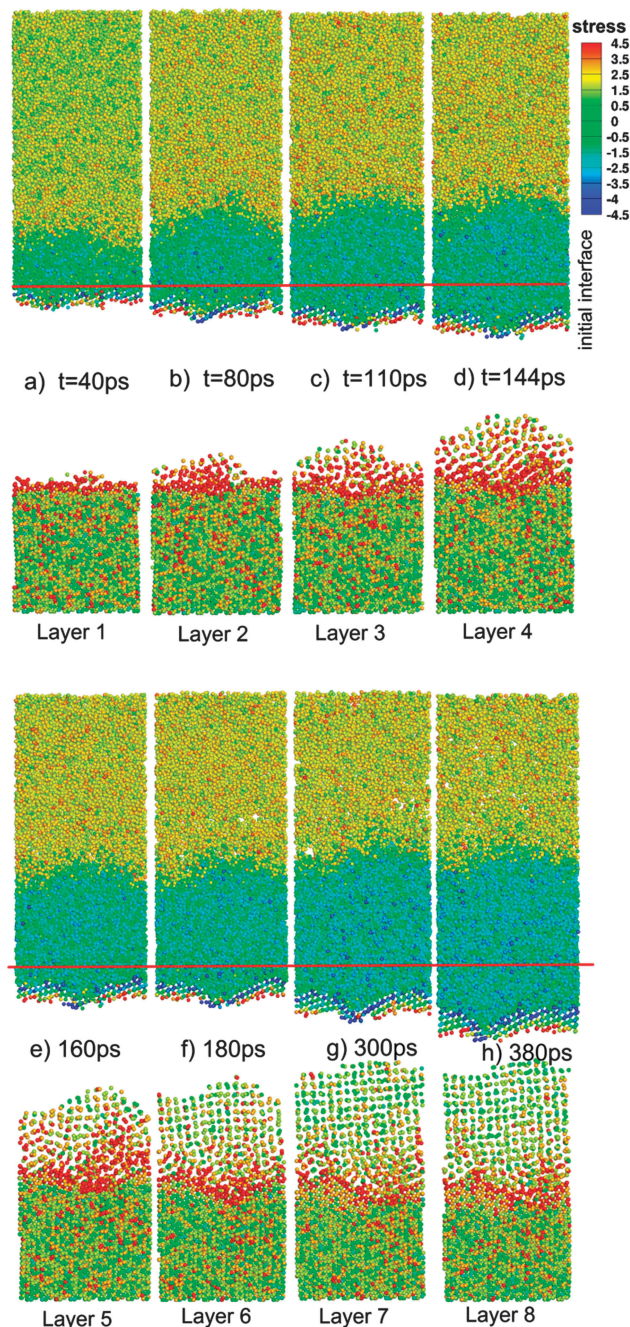 stress
4.5
3.5
2.5
1.5
0.5
0
-0.5
-1.5
-2.5
-3.5
-4
-4.5
initial interface
a) t=40ps
b) t=80ps
c) t=110ps
d) t=144ps
Layer 1
Layer 2
Layer 3
Layer 4
e) 160ps
f) 180ps
g) 300ps
h) 380ps
Layer 5
Layer 6
Layer 7
Layer 8